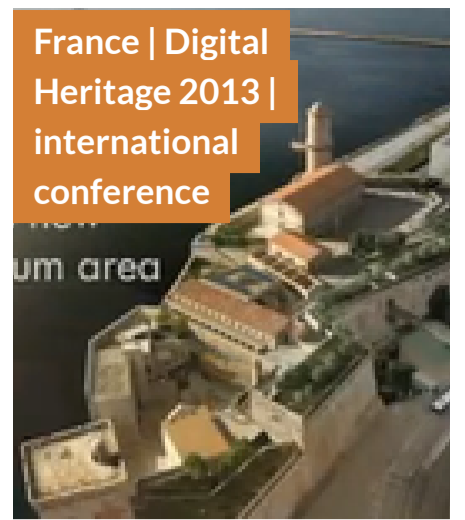 France | Digital
Heritage 2013 |
international
conference
um area